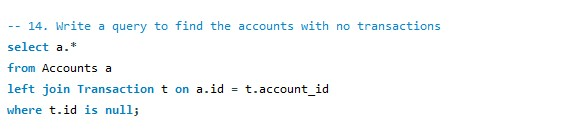 -- 14. Write a query to find the accounts with no transactions
select a.*
from Accounts a
left join Transaction t on a.id = t.account_id
where t.id is null;